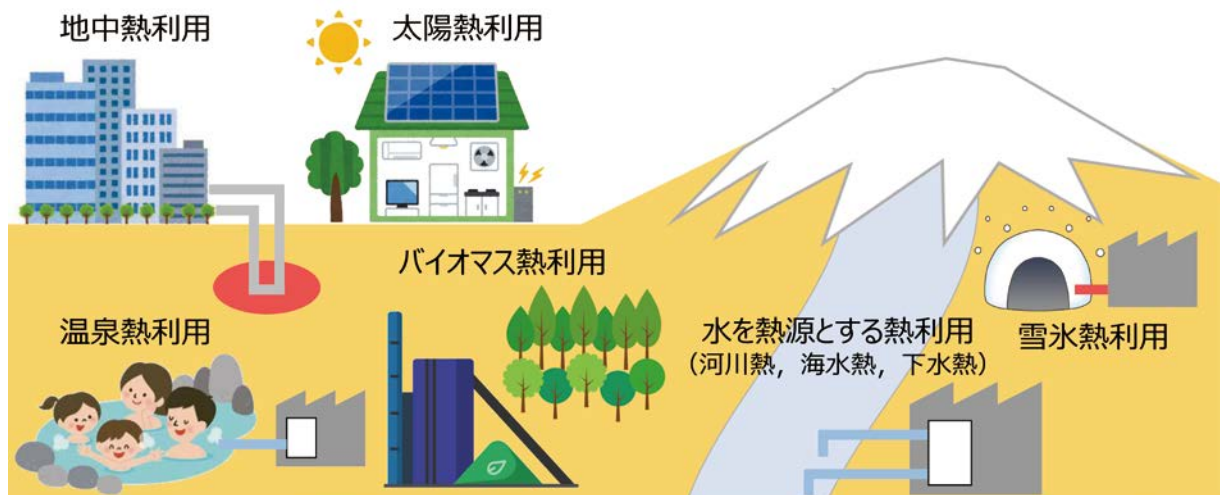 地中熱利用
太陽熱利用
バイオマス熱利用
温泉熱利用
水を熱源とする熱利用
（河川熱，海水熱，下水熱）
雪氷熱利用